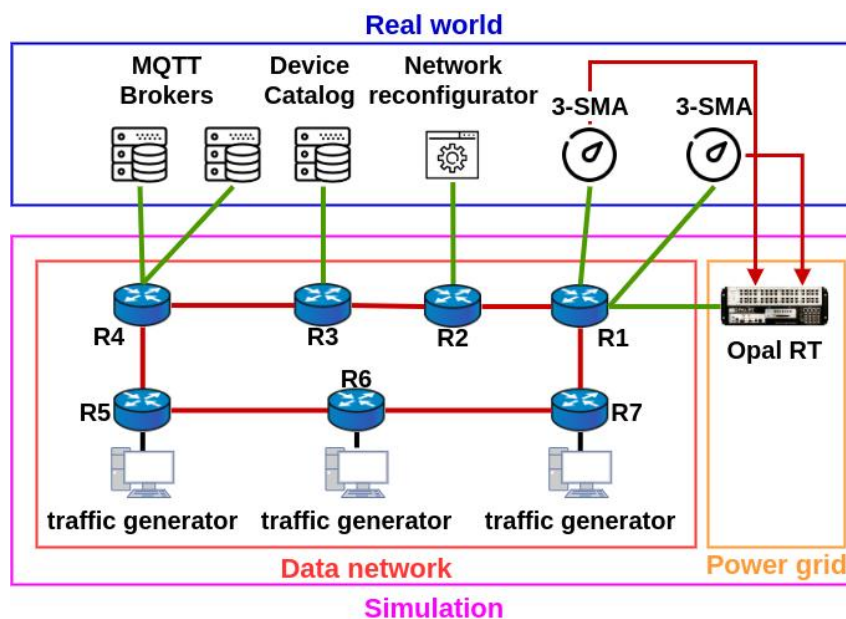 Real world
MQTT
Brokers
Device
Catalog
Network
reconfigurator
3-SMA
3-SMA
R4
R3
R2
R1
Opal RT
R5
R6
R7
traffic generator
traffic generator
traffic generator
Data network
Power grid
Simulation